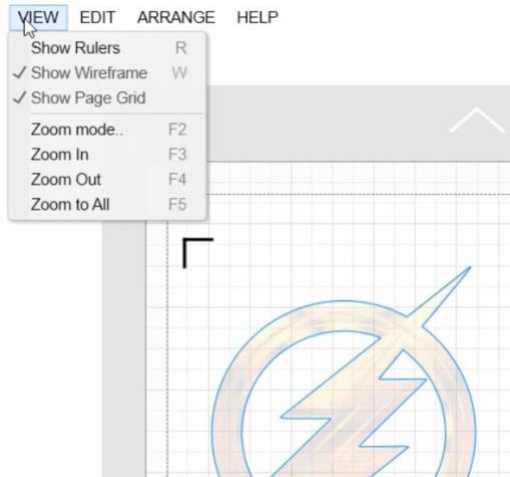 VIEW EDIT ARRANGE HELP
Show Rulers R
Show Wireframe W
Show Page Grid
Zoom mode.. F2
Zoom In F3
Zoom Out F4
Zoom to All F5